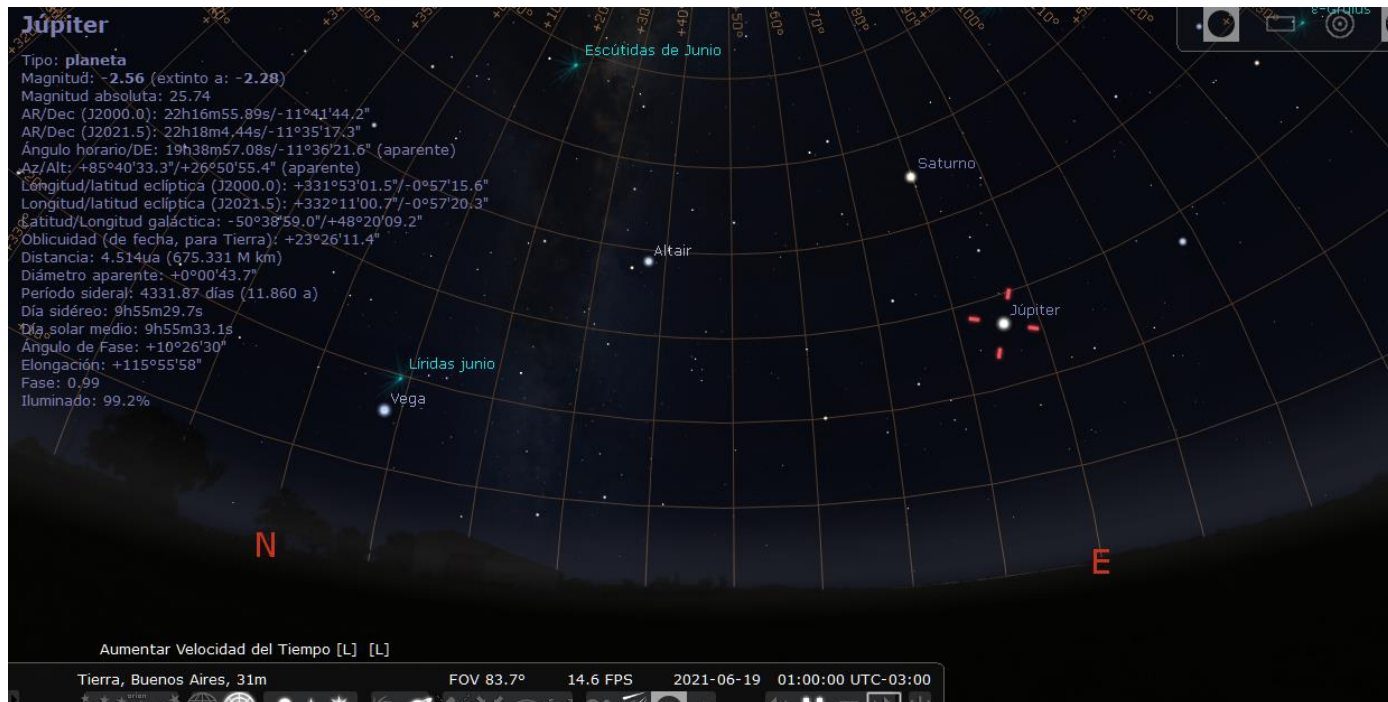 Júpiter
Tipo: planeta
Magnitud: -2.56 (extinto a: -2.28)
Magnitud absoluta: 25.74
AR/Dec (J2000.0): 22h16m55.89s/-11°41'44.2"
AR/Dec (J2021.5): 22h18m4.44s/-11°35'17.3"
Ángulo horario/DE: 19h38m57.08s/-11°36'21.6" (aparente)
Az/Alt: +85°40'33.3"/+26°50'55.4" (aparente)
Longitud/latitud eclíptica (J2000.0): +331°53'01.5"/-0°57'15.6"
Longitud/latitud eclíptica (J2021.5): +332°11'00.7"/-0°57'20.3"
Latitud/Longitud galáctica: -50°38'59.0"/+48°20'09.2"
Oblicuidad (de fecha, para Tierra): +23°26'11.4"
Distancia: 4.514ua (675.331 M km)
Diámetro aparente: +0°00'43.7"
Período sideral: 4331.87 días (11.860 a)
Día sidéreo: 9h55m29.7s
Día solar medio: 9h55m33.1s
Ángulo de Fase: +10°26'30"
Elongación: +115°55'58"
Fase: 0.99
Iluminado: 99.2%
Escútidas de Junio
Saturno
Altair
Júpiter
Líridas junio
Vega
N
E
Aumentar Velocidad del Tiempo [L] [L]
Tierra, Buenos Aires, 31m FOV 83.7° 14.6 FPS 2021-06-19 01:00:00 UTC-03:00